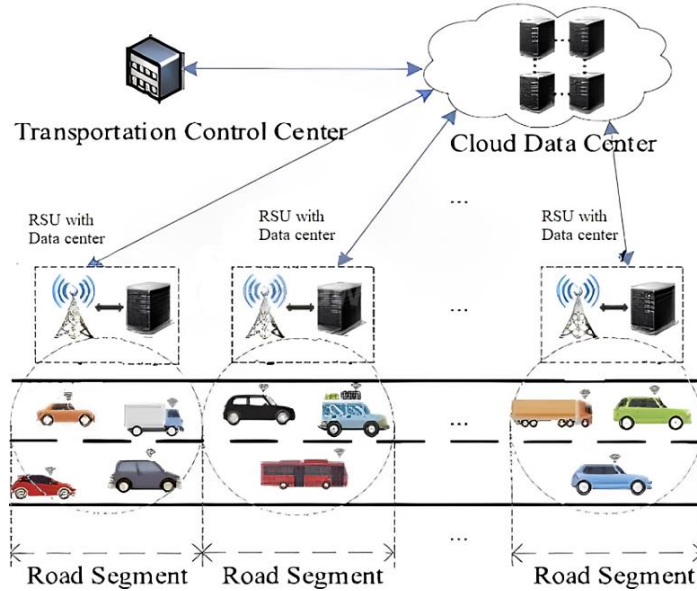 Transportation Control Center
Cloud Data Center
...
RSU with
Data center
RSU with
Data center
RSU with
Data center
...
...
...
Road Segment
Road Segment
Road Segment